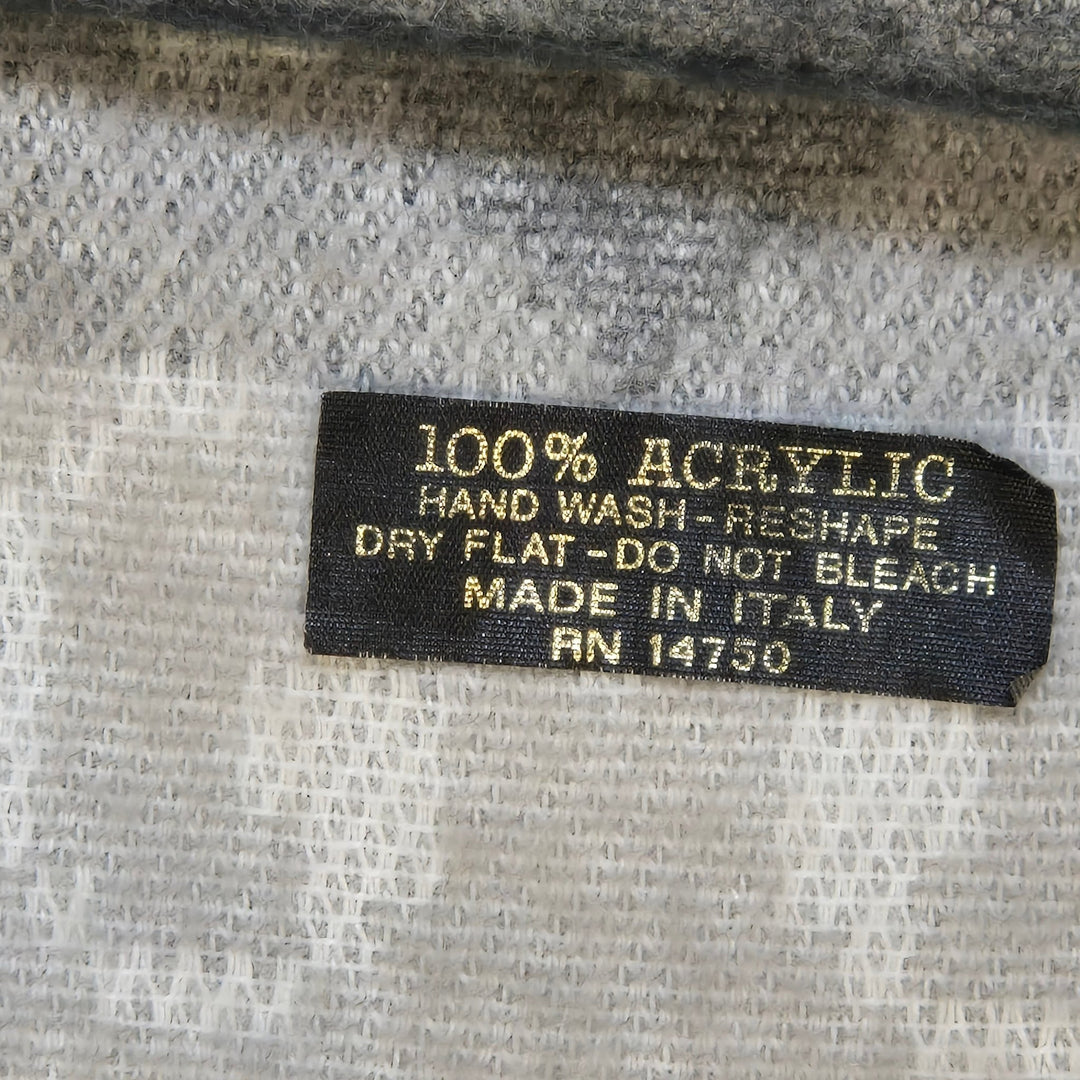 100% ACRYLIC
HAND WASH-RESHAPE
DRY FLAT-DO NOT BLEACH
MADE IN ITALY
RN 14750